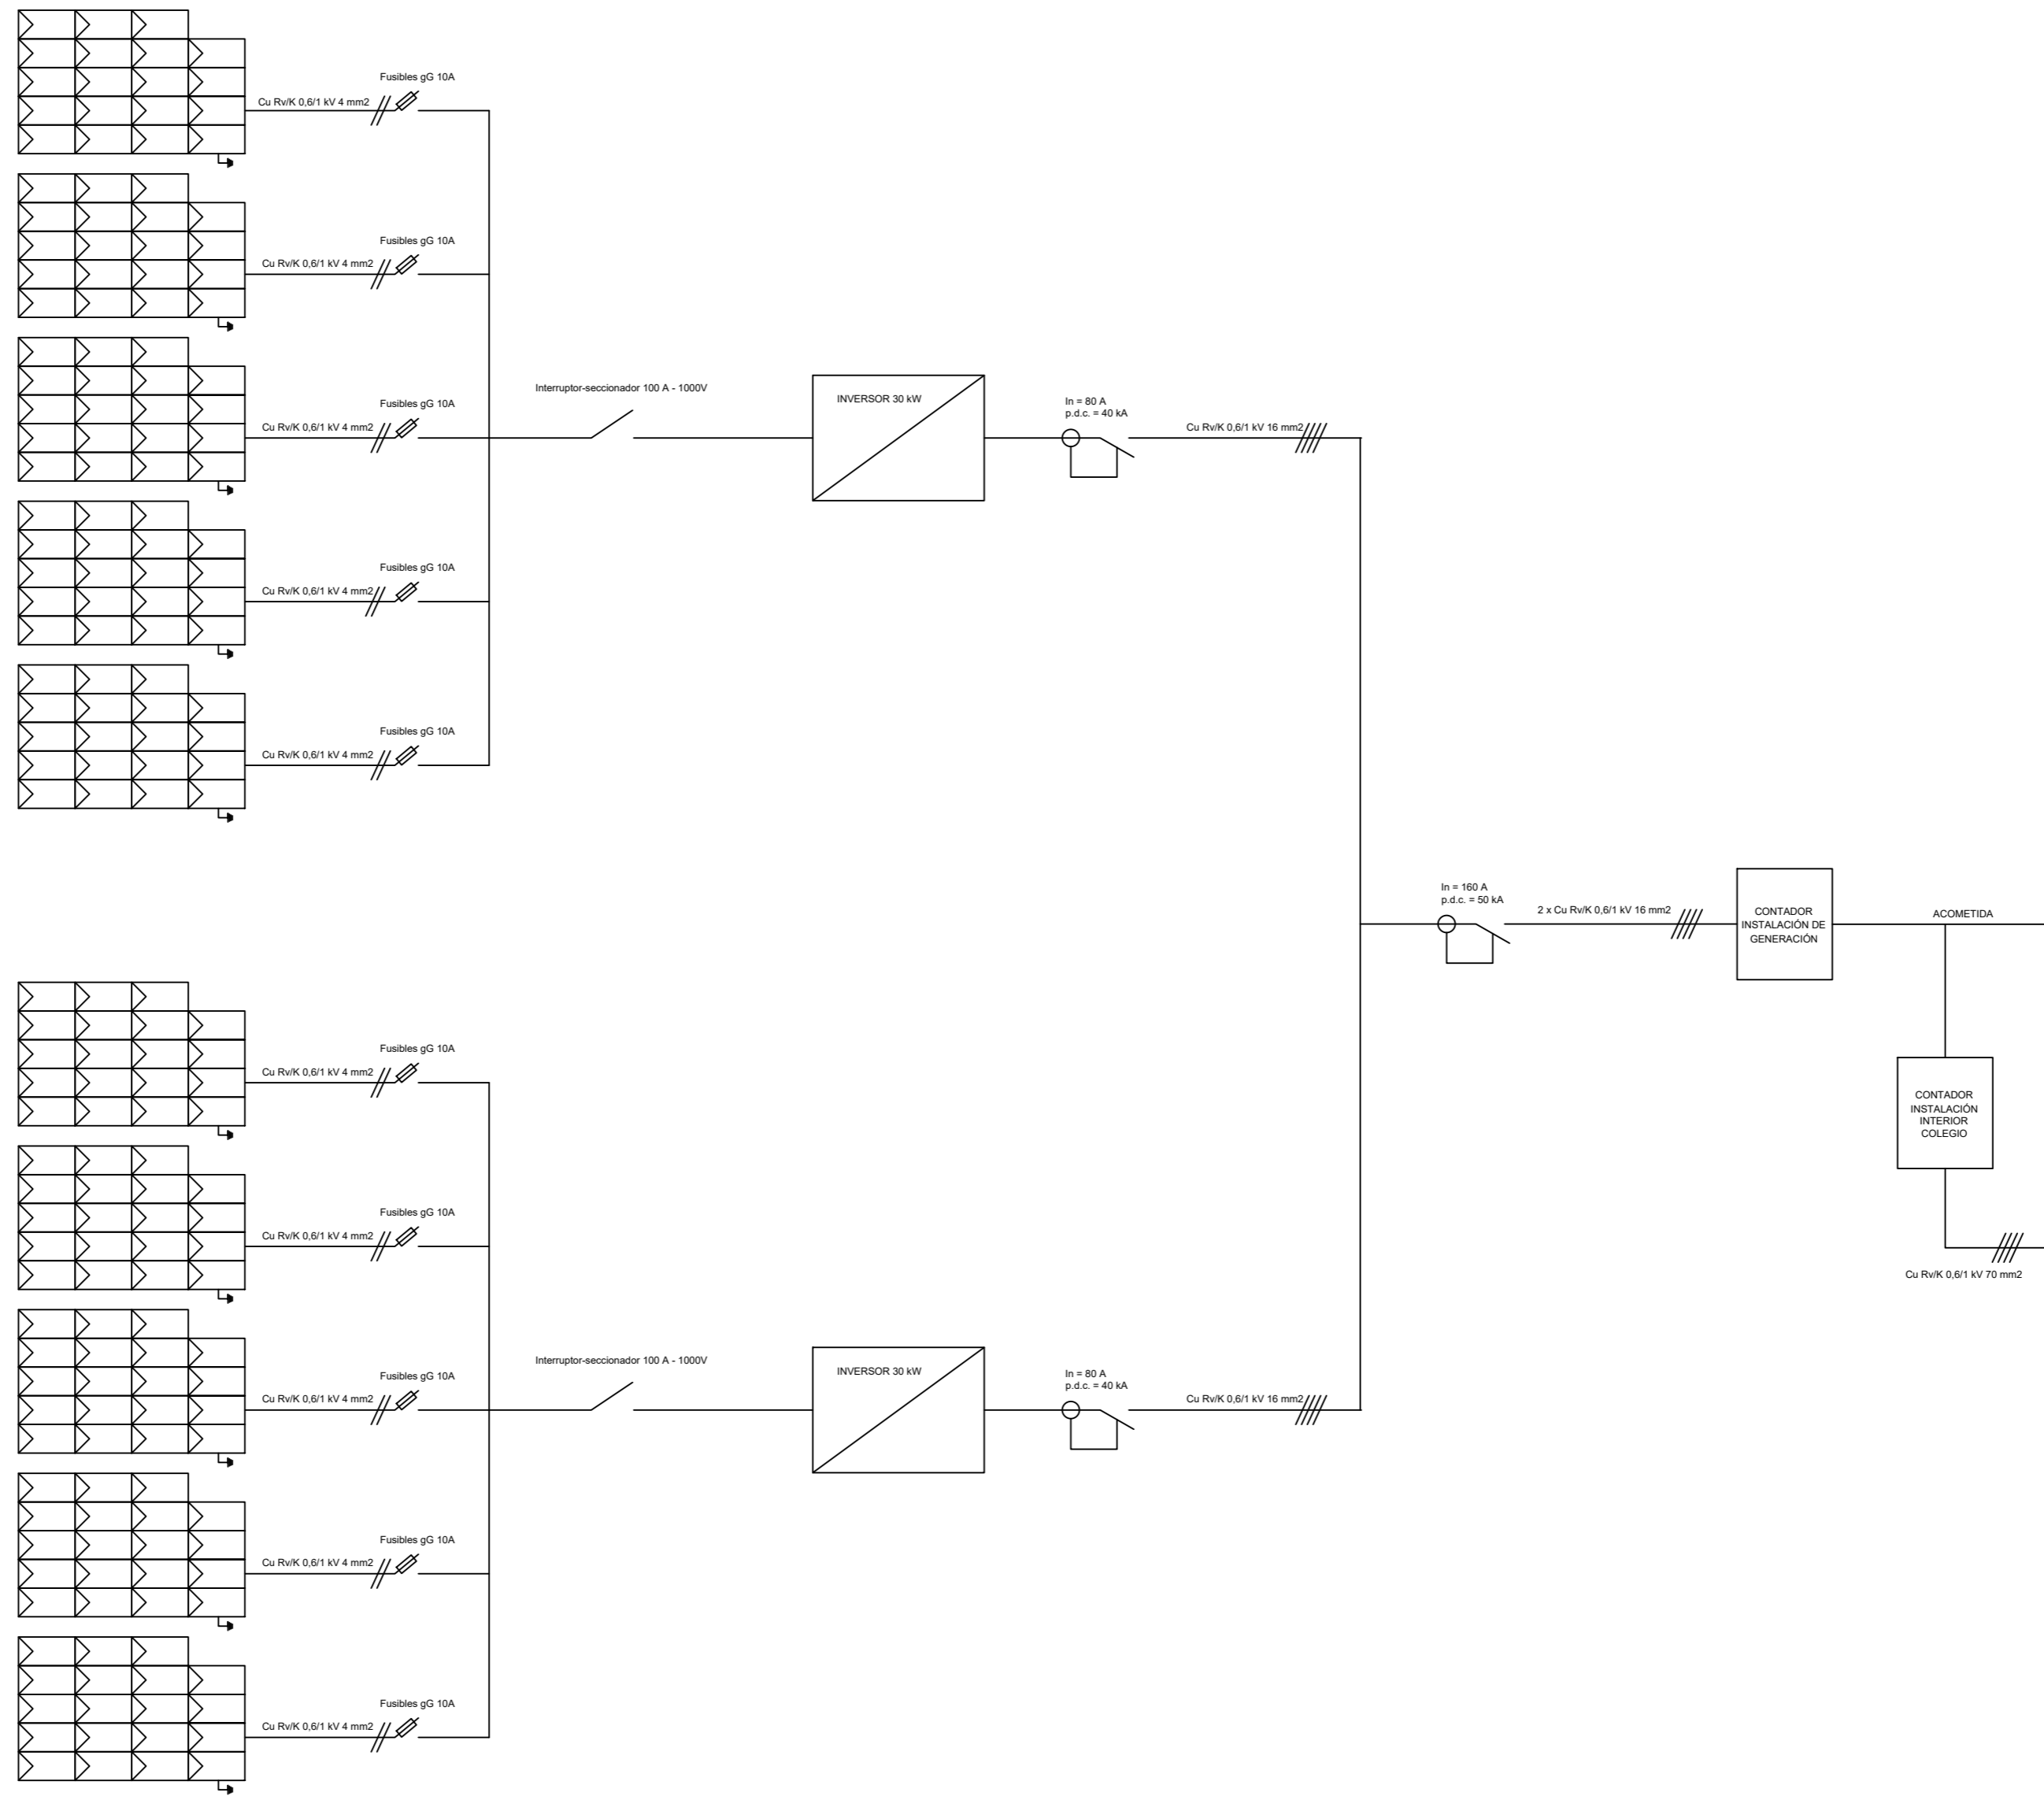 Fusibles gG 10A
Cu Rv/K 0,6/1 kV 4 mm2
Fusibles gG 10A
Cu Rv/K 0,6/1 kV 4 mm2
Interruptor-seccionador 100 A - 1000V
INVERSOR 30 kW
In = 80 A
p.d.c. = 40 kA
Fusibles gG 10A
Cu Rv/K 0,6/1 kV 4 mm2
Cu Rv/K 0,6/1 kV 16 mm2
Fusibles gG 10A
Cu Rv/K 0,6/1 kV 4 mm2
Fusibles gG 10A
Cu Rv/K 0,6/1 kV 4 mm2
In = 160 A
p.d.c. = 50 kA
2 x Cu Rv/K 0,6/1 kV 16 mm2
CONTADOR
INSTALACIÓN DE
GENERACIÓN
ACOMETIDA
Fusibles gG 10A
Cu Rv/K 0,6/1 kV 4 mm2
CONTADOR
INSTALACIÓN
INTERIOR
COLEGIO
Fusibles gG 10A
Cu Rv/K 0,6/1 kV 4 mm2
Cu Rv/K 0,6/1 kV 70 mm2
Interruptor-seccionador 100 A - 1000V
INVERSOR 30 kW
In = 80 A
p.d.c. = 40 kA
Fusibles gG 10A
Cu Rv/K 0,6/1 kV 4 mm2
Cu Rv/K 0,6/1 kV 16 mm2
Fusibles gG 10A
Cu Rv/K 0,6/1 kV 4 mm2
Fusibles gG 10A
Cu Rv/K 0,6/1 kV 4 mm2